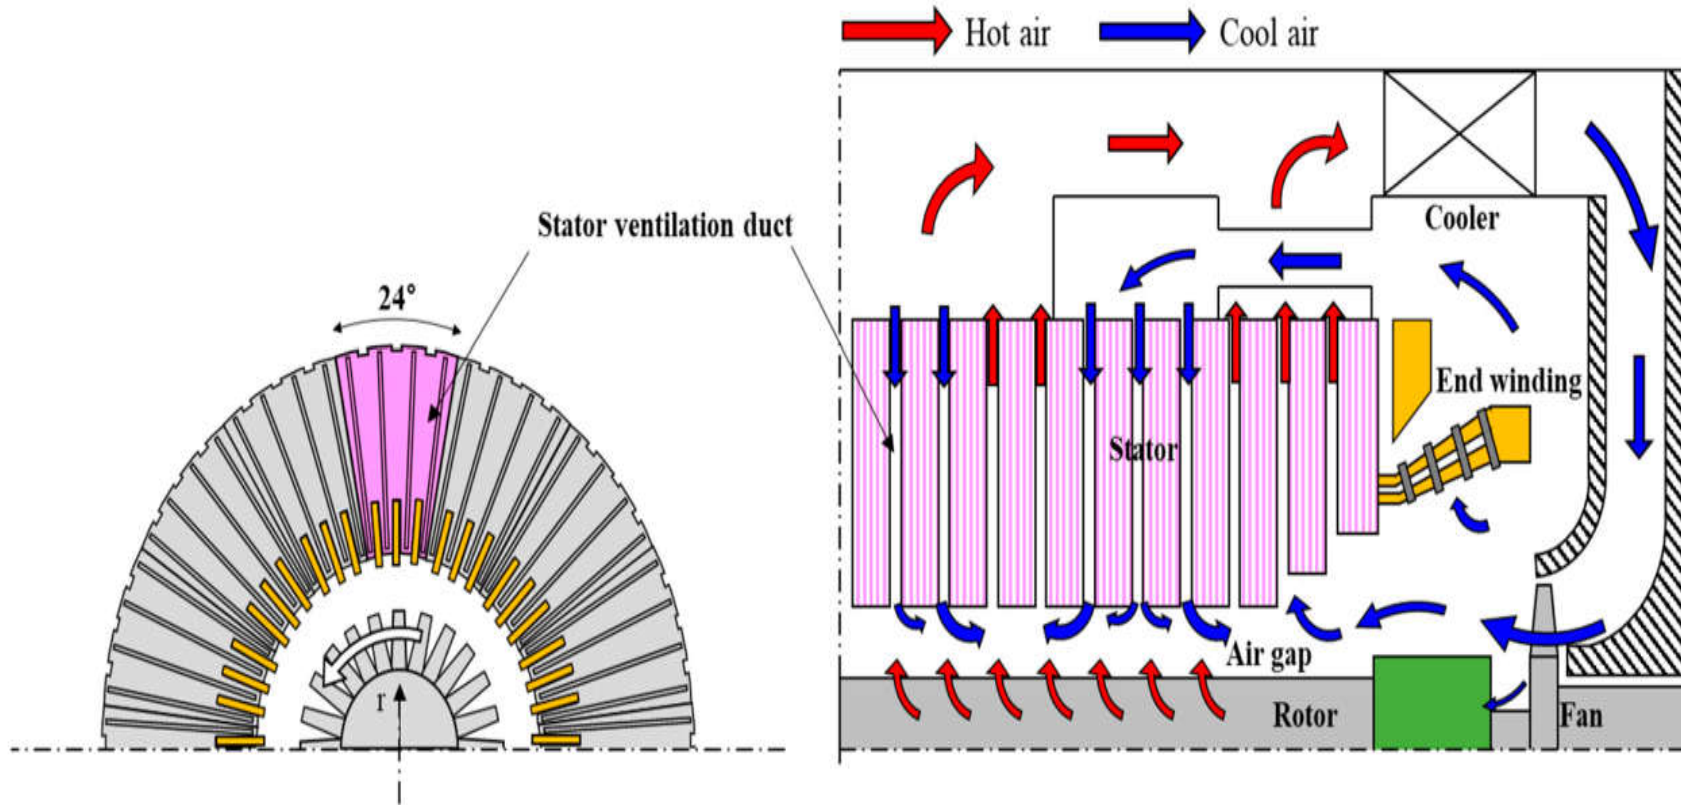 Hot air
Cool air
Stator ventilation duct
Cooler
24°
End winding
Stator
Air gap
r
Rotor
Fan